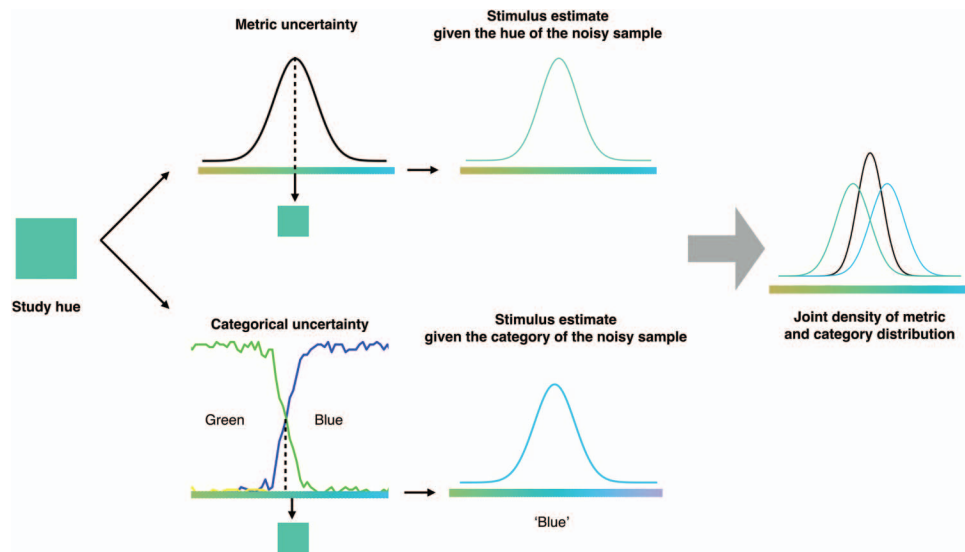 Metric uncertainty
Stimulus estimate
given the hue of the noisy sample
Study hue
Categorical uncertainty
Stimulus estimate
given the category of the noisy sample
Green
Blue
'Blue'
Joint density of metric
and category distribution